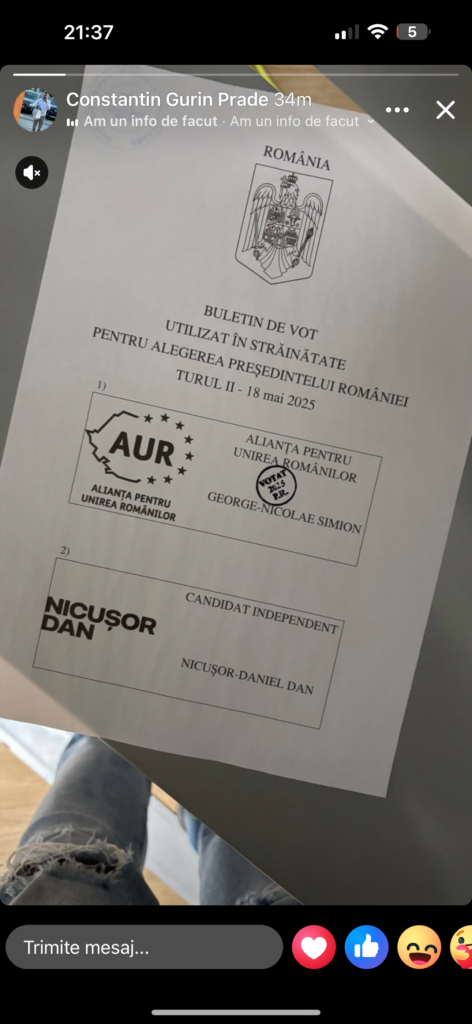 21:37
5
Constantin Gurin Prade 34m
Am un info de facut · Am un info de facut
ROMÂNIA
BULETIN DE VOT
UTILIZAT ÎN STRĂINĂTATE
PENTRU ALEGEREA PREȘEDINTELUI ROMÂNIEI
TURUL II - 18 mai 2025
1)
AUR
ALIANȚA PENTRU
UNIREA ROMÂNILOR
ALIANȚA PENTRU
UNIREA ROMÂNILOR
VOTAT
2025
P.R.
GEORGE-NICOLAE SIMION
2)
NICUȘOR
DAN
CANDIDAT INDEPENDENT
NICUȘOR-DANIEL DAN
Trimite mesaj...